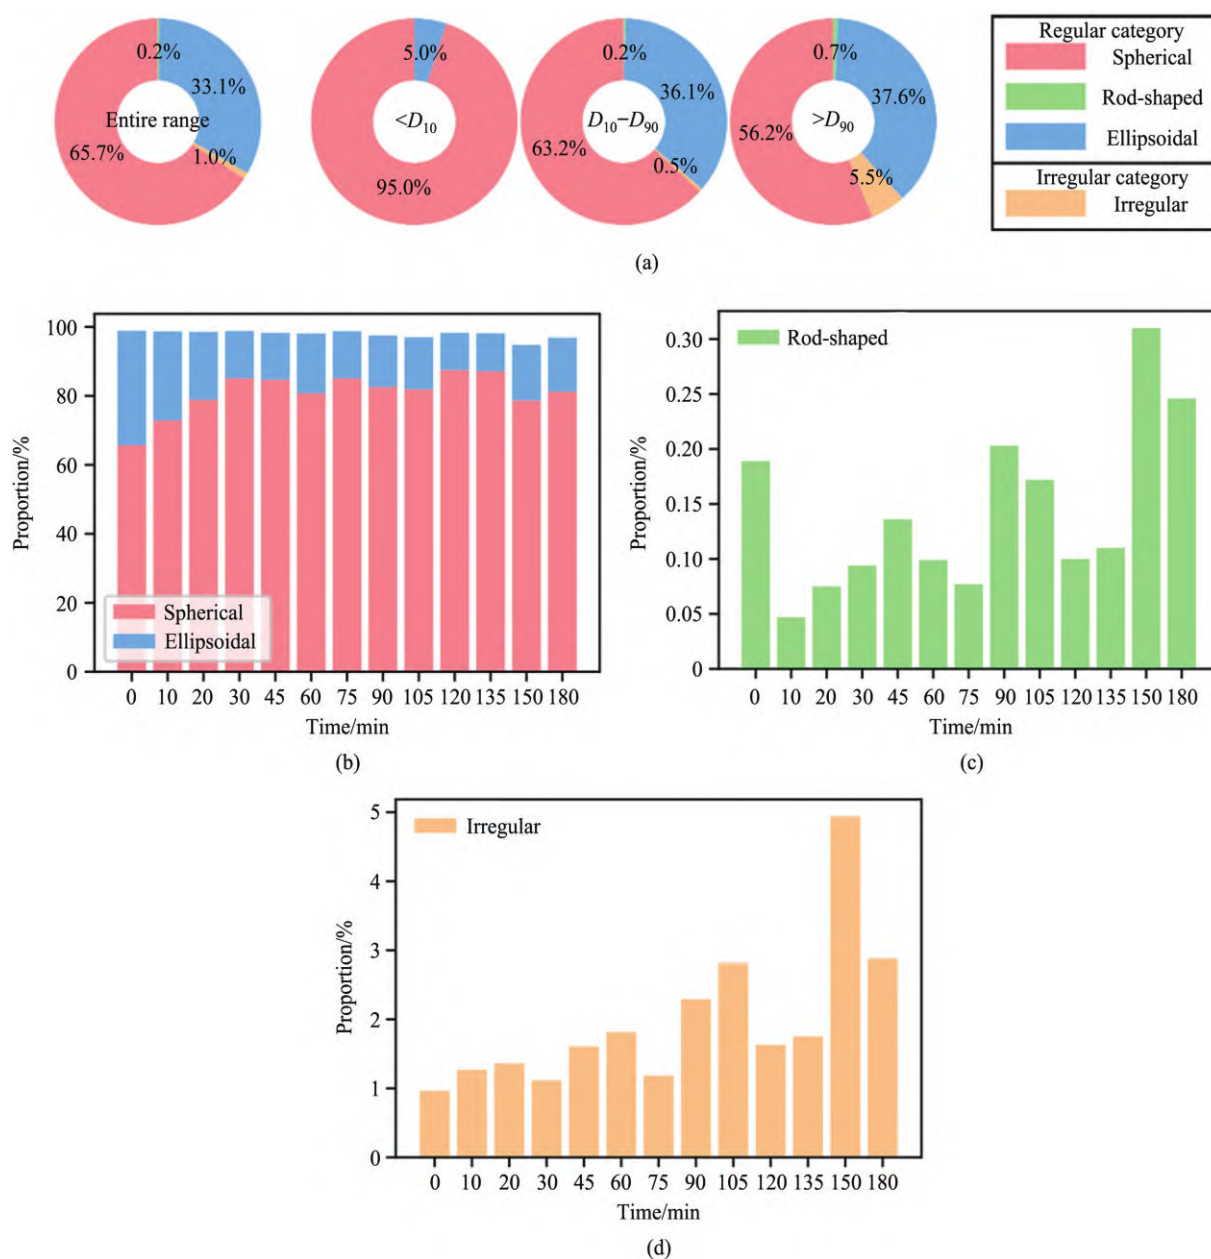 0.2%
33.1%
Entire range
65.7%
1.0%
5.0%
<D10
95.0%
0.2%
36.1%
D10−D90
63.2%
0.5%
0.7%
37.6%
>D90
56.2%
5.5%
Regular category
Spherical
Rod-shaped
Ellipsoidal
Irregular category
Irregular
(a)
Proportion/%
100
80
60
40
20
0
Spherical
Ellipsoidal
0 10 20 30 45 60 75 90 105 120 135 150 180
Time/min
(b)
Proportion/%
0.30
0.25
0.20
0.15
0.10
0.05
0
Rod-shaped
0 10 20 30 45 60 75 90 105 120 135 150 180
Time/min
(c)
Proportion/%
5
4
3
2
1
0
Irregular
0 10 20 30 45 60 75 90 105 120 135 150 180
Time/min
(d)